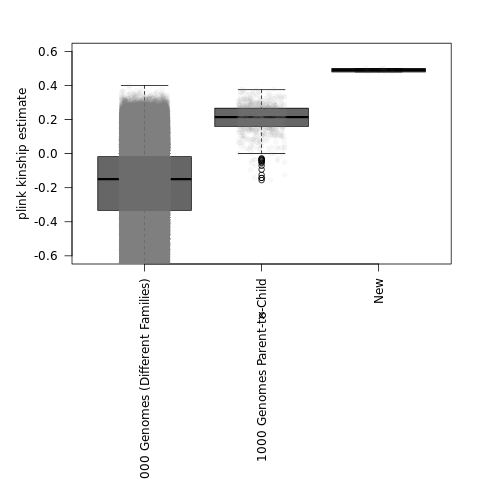 plink kinship estimate
0.6
0.4
0.2
0.0
-0.2
-0.4
-0.6
000 Genomes (Different Families)
1000 Genomes Parent-to-Child
New